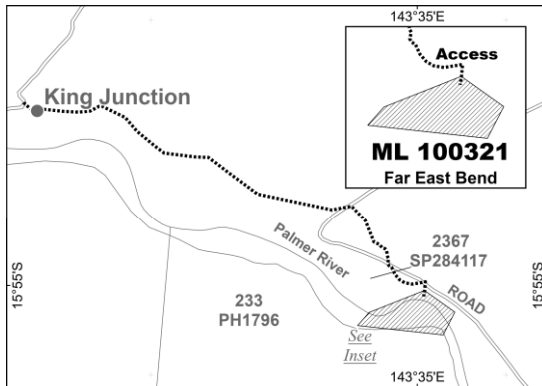 143°35'E
Access
King Junction
ML 100321
Far East Bend
Palmer River
2367
SP284117
15°55'S
15°55'S
ROAD
233
PH1796
See
Inset
143°35'E